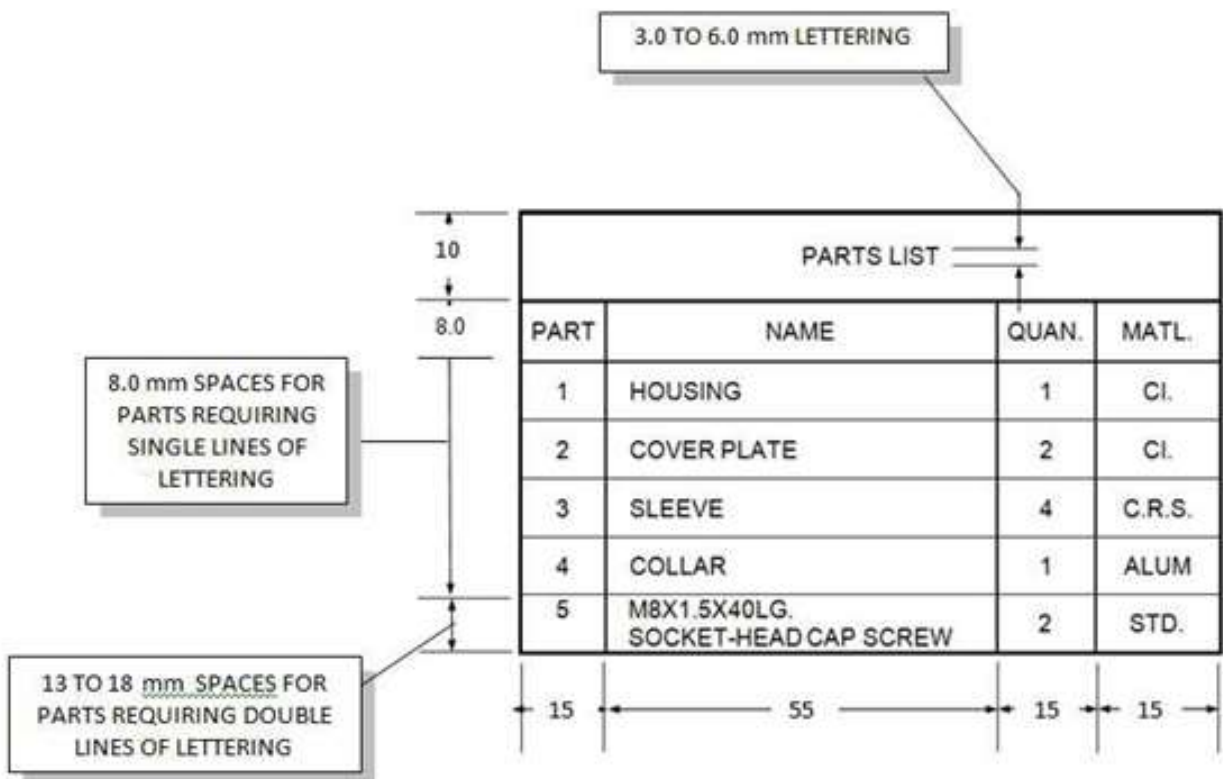 3.0 TO 6.0 mm LETTERING
10
PARTS LIST
8.0
PART NAME QUAN. MATL.
8.0 mm SPACES FOR
PARTS REQUIRING
SINGLE LINES OF
LETTERING
1 HOUSING 1 CI.
2 COVER PLATE 2 CI.
3 SLEEVE 4 C.R.S.
4 COLLAR 1 ALUM
5 M8X1.5X40LG.
SOCKET-HEAD CAP SCREW 2 STD.
13 TO 18 mm SPACES FOR
PARTS REQUIRING DOUBLE
LINES OF LETTERING
15 55 15 15